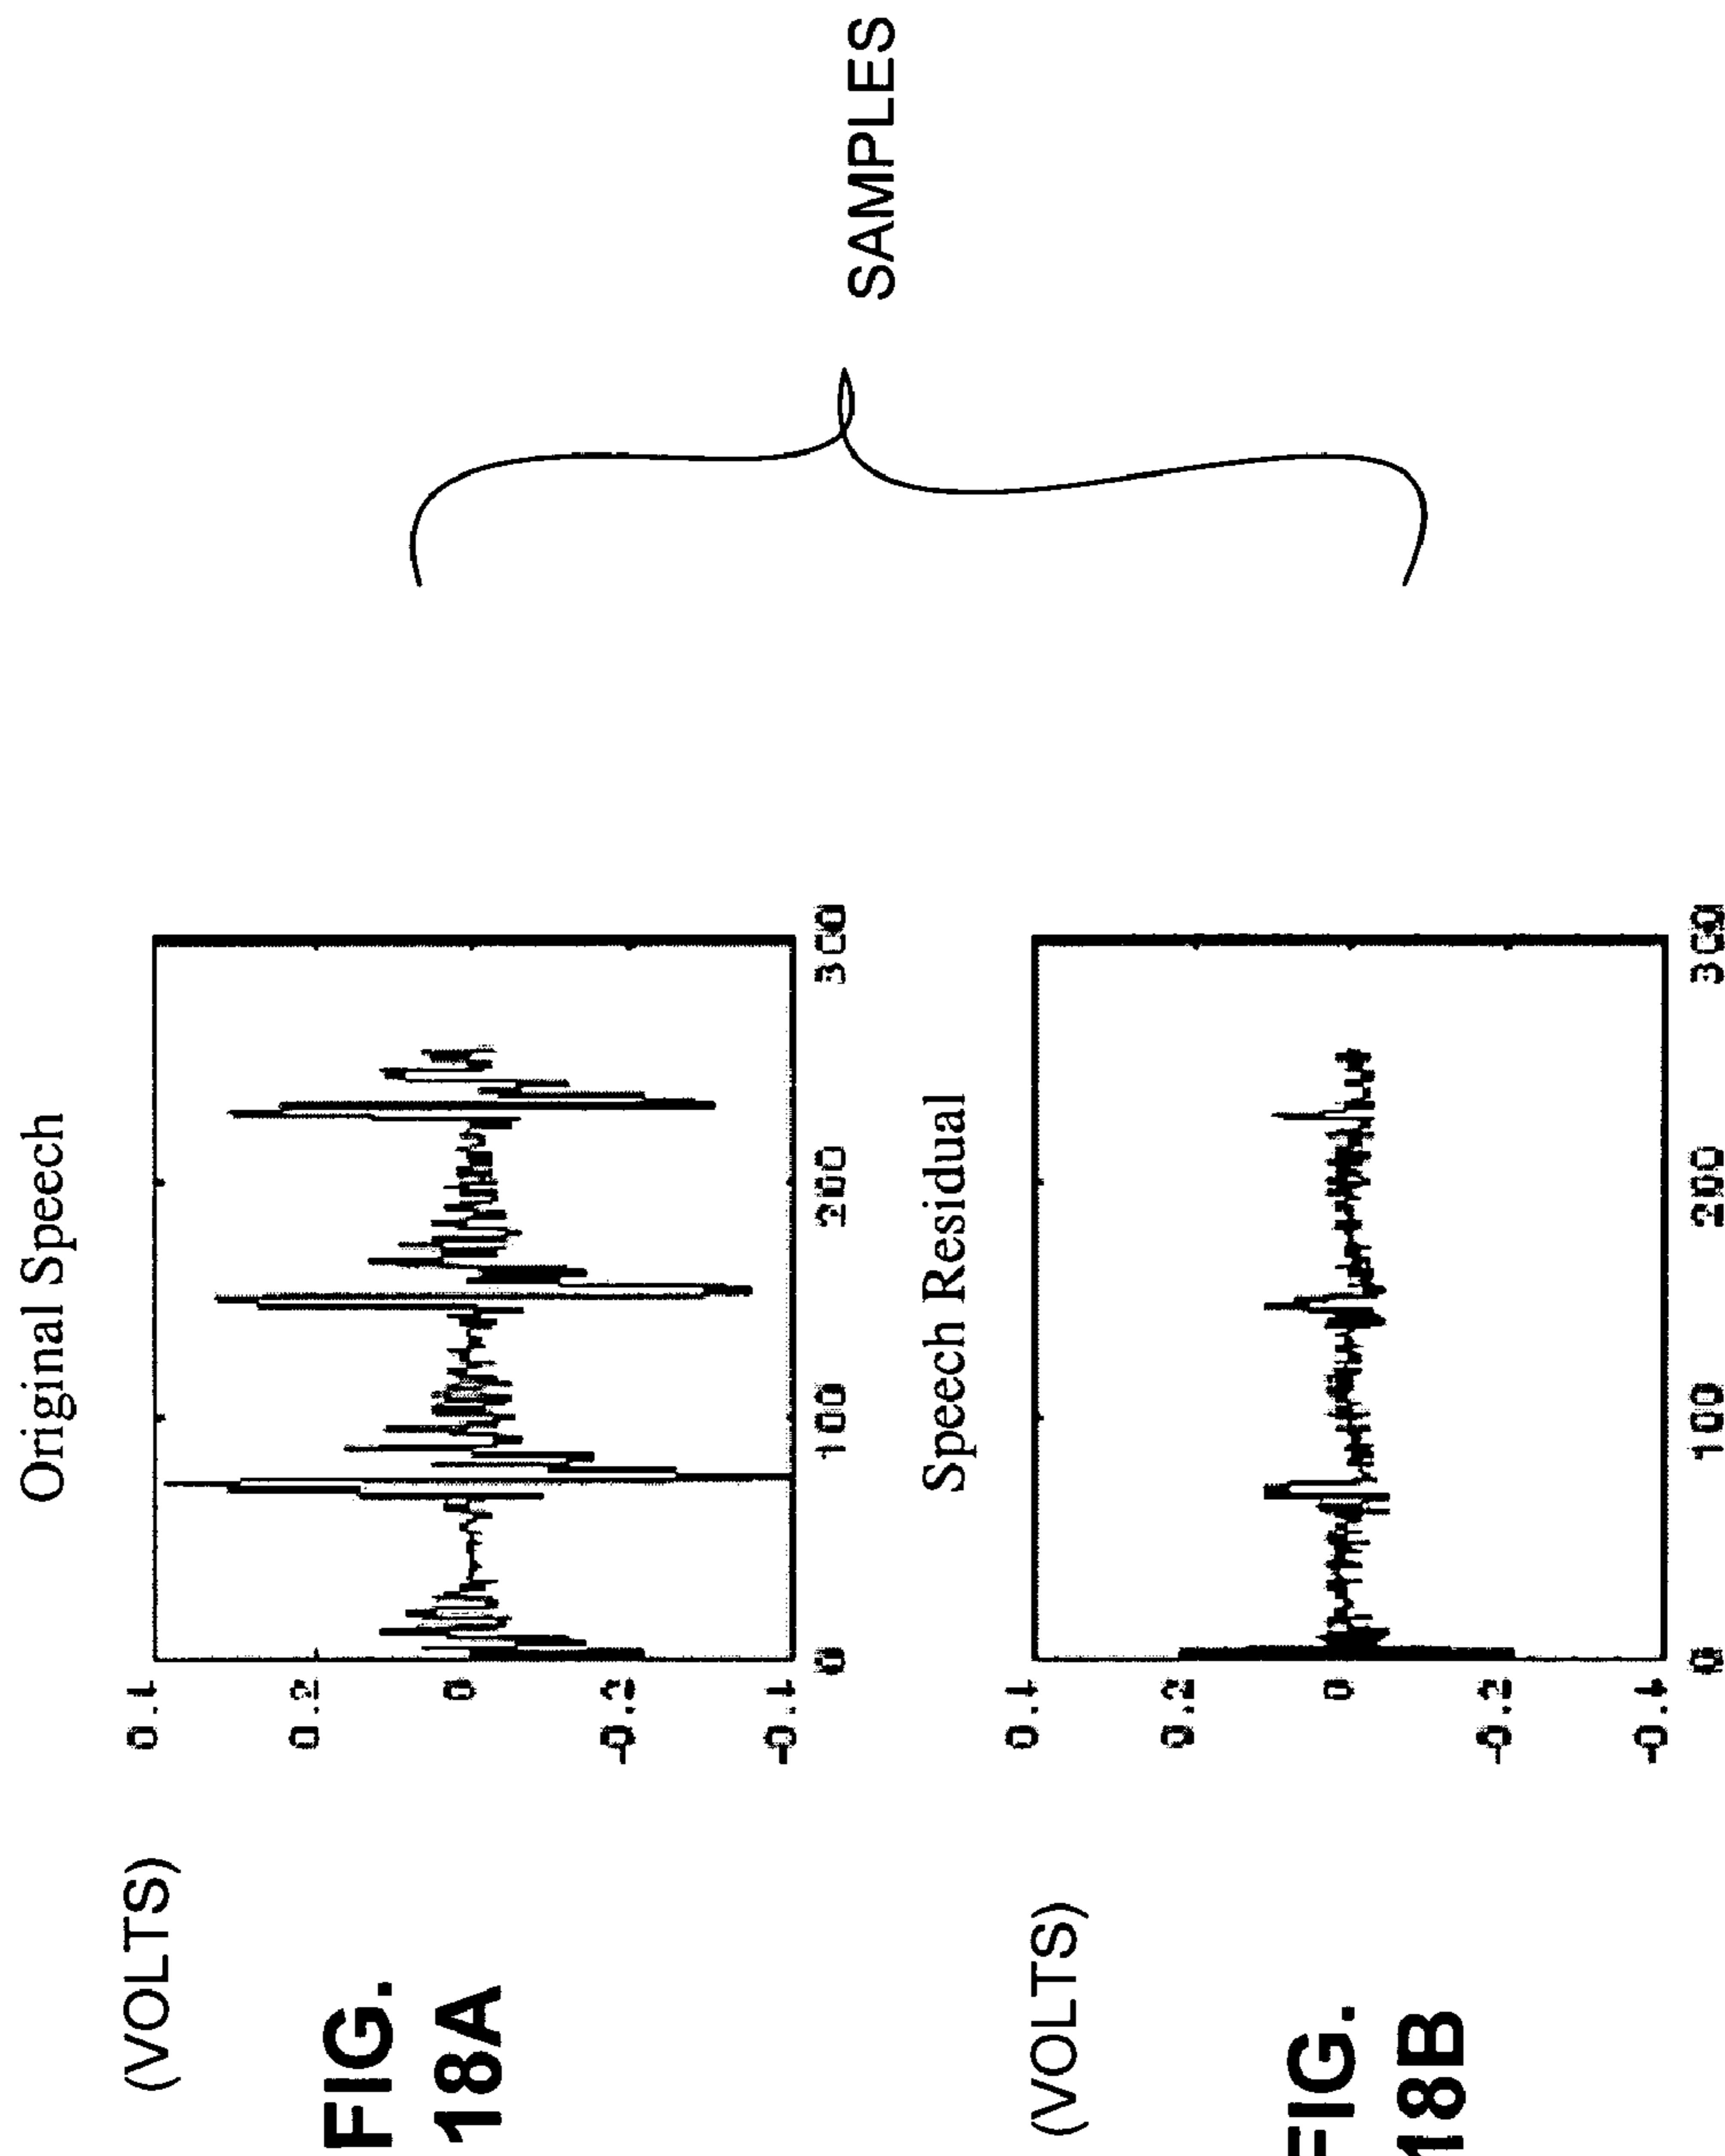 Original Speech
(VOLTS)
FIG.
18A
0.4
0.2
0
-0.2
-0.4
0
100
200
300
SAMPLES
Speech Residual
(VOLTS)
FIG.
18B
0.4
0.2
0
-0.2
-0.4
0
100
200
300